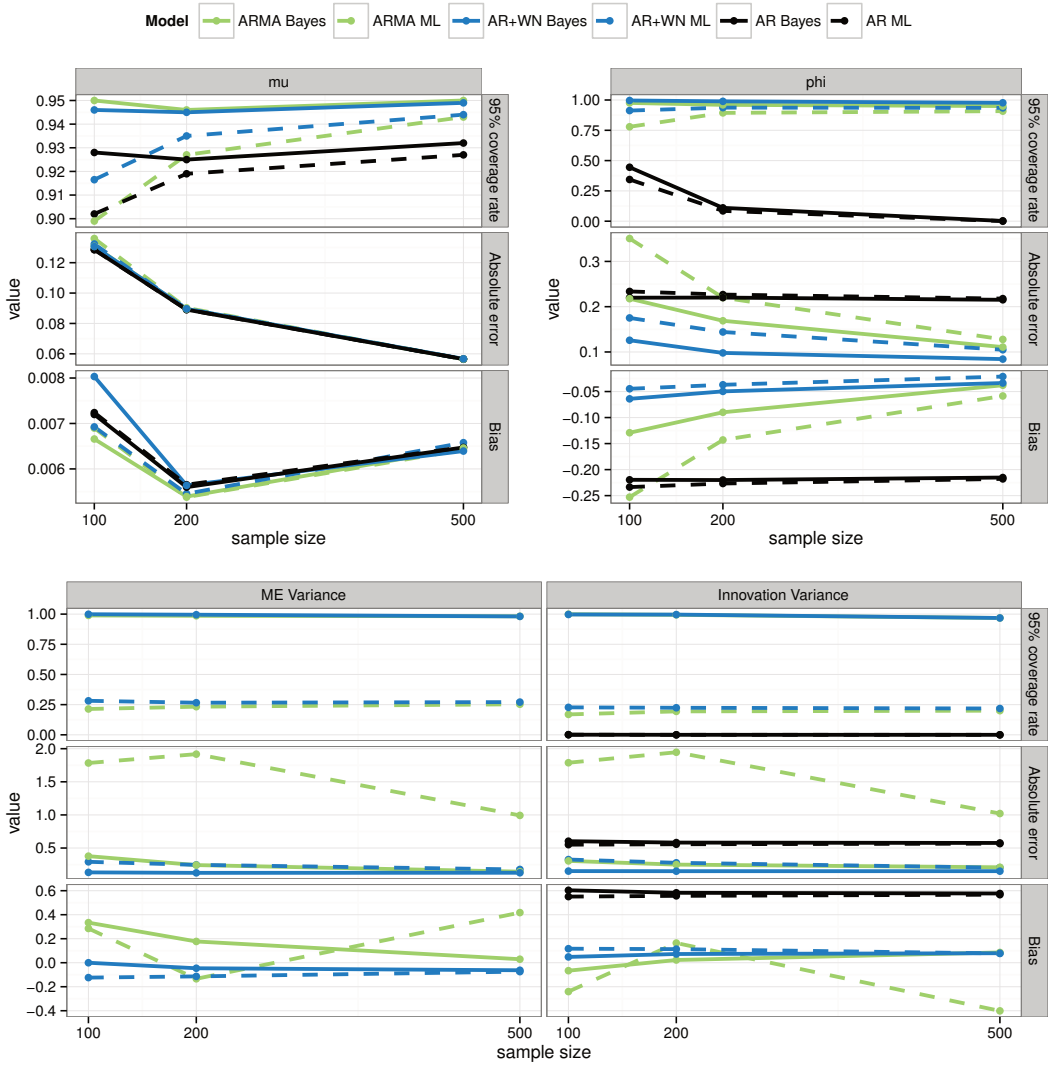 Model ARMA Bayes ARMA ML AR+WN Bayes AR+WN ML AR Bayes AR ML
mu
0.95
0.94
0.93
0.92
0.91
0.90
95% coverage rate
0.12
0.10
0.08
0.06
Absolute error
0.008
0.007
0.006
Bias
value
100 200 500
sample size
phi
1.00
0.75
0.50
0.25
0.00
95% coverage rate
0.3
0.2
0.1
Absolute error
−0.05
−0.10
−0.15
−0.20
−0.25
Bias
value
100 200 500
sample size
ME Variance Innovation Variance
1.00
0.75
0.50
0.25
0.00
95% coverage rate
2.0
1.5
1.0
0.5
Absolute error
0.6
0.4
0.2
0.0
−0.2
−0.4
Bias
value
100 200 500 100 200 500
sample size